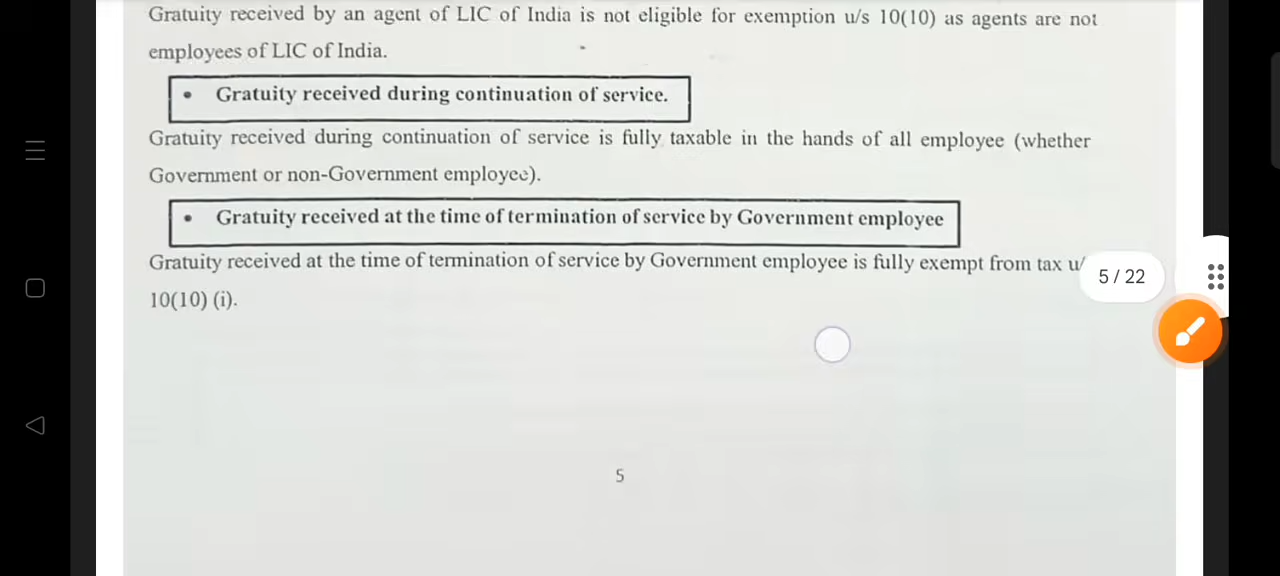 Gratuity received by an agent of LIC of India is not eligible for exemption u/s 10(10) as agents are not
employees of LIC of India.
• Gratuity received during continuation of service.
Gratuity received during continuation of service is fully taxable in the hands of all employee (whether
Government or non-Government employee).
• Gratuity received at the time of termination of service by Government employee
Gratuity received at the time of termination of service by Government employee is fully exempt from tax u/
10(10) (i).
5 / 22
5